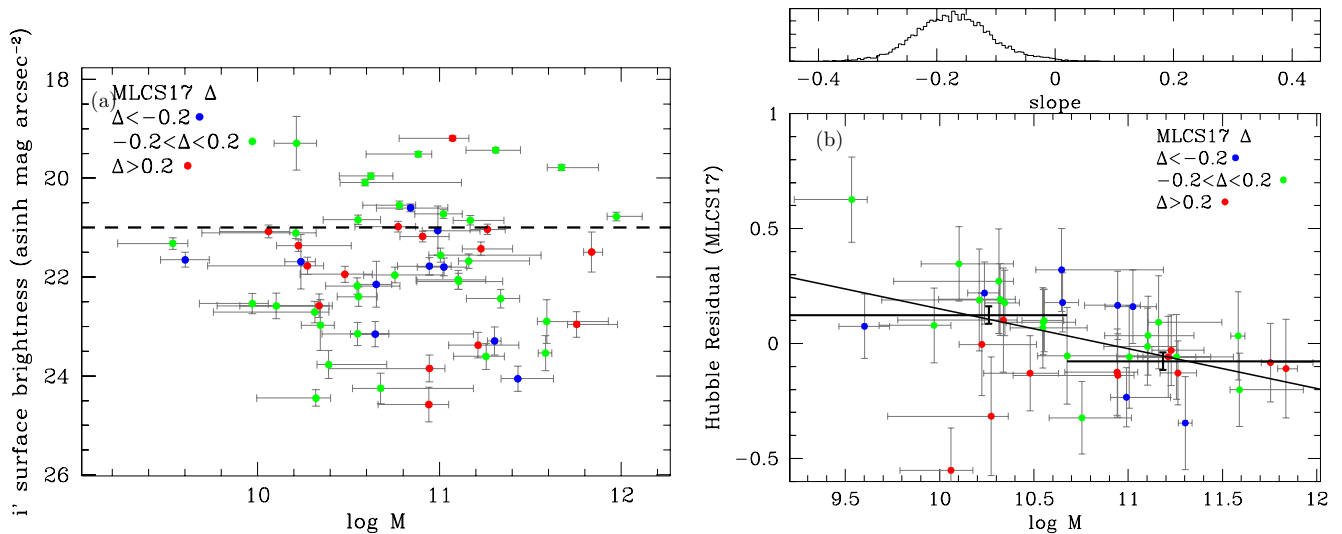 −0.4 −0.2 0 0.2 0.4
slope
i' surface brightness (asinh mag arcsec⁻²)
18
20
22
24
26
(a)
MLCS17 Δ
Δ<−0.2
−0.2<Δ<0.2
Δ>0.2
10 11 12
log M
Hubble Residual (MLCS17)
1
0.5
0
−0.5
(b)
MLCS17 Δ
Δ<−0.2
−0.2<Δ<0.2
Δ>0.2
9.5 10 10.5 11 11.5 12
log M